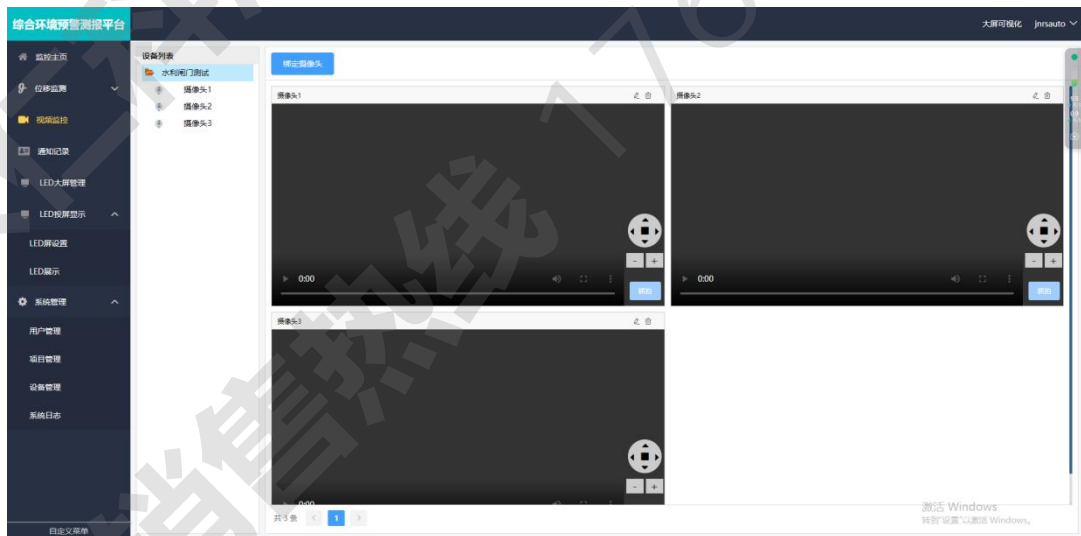 综合环境预警测报平台
大屏可视化 jnrsauto
监控主页
位移监测
视频监控
通知记录
LED大屏管理
LED投屏显示
LED屏设置
LED展示
系统管理
用户管理
项目管理
设备管理
系统日志
自定义菜单
设备列表
水利闸门测试
摄像头1
摄像头2
摄像头3
绑定摄像头
摄像头1
0:00
- +
抓拍
摄像头2
0:00
- +
抓拍
摄像头3
0:00
- +
共 3 条 < 1 >
激活 Windows
转到"设置"以激活 Windows。
销售热线 176